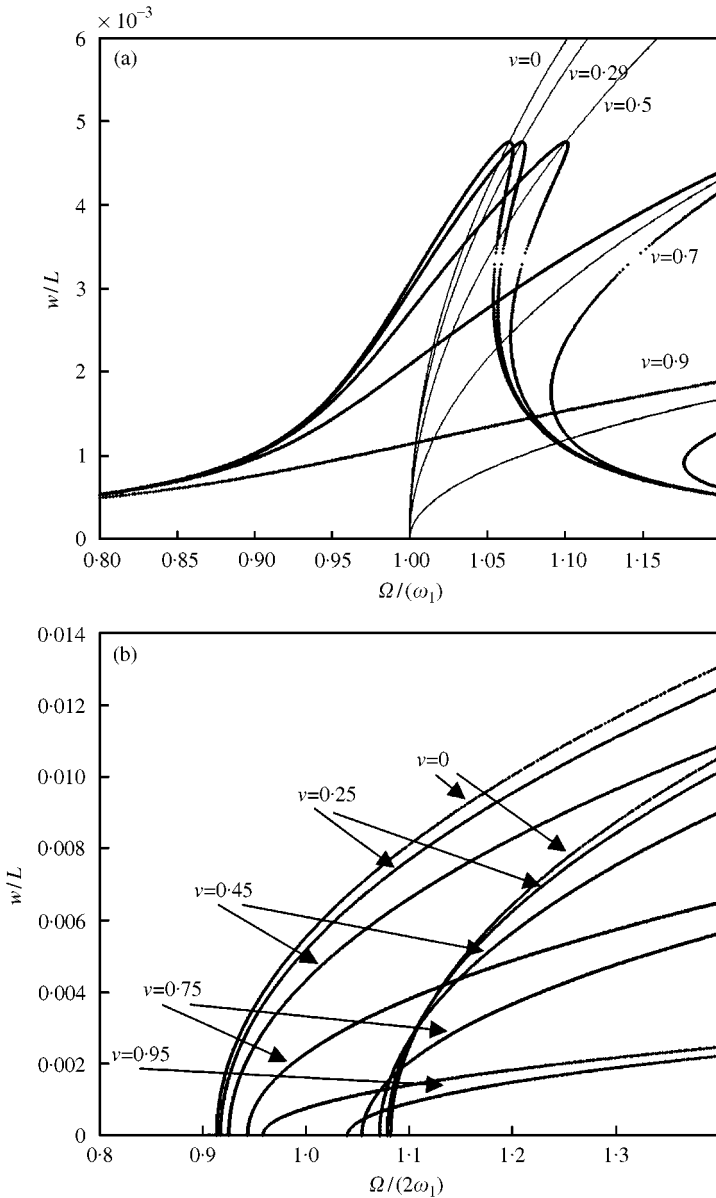 × 10⁻³
6
(a)
v=0
v=0·29
v=0·5
5
4
w/L
3
v=0·7
v=0·9
2
1
0
0·80 0·85 0·90 0·95 1·00 1·05 1·10 1·15
Ω/(ω₁)
0·014
(b)
0·012
v=0
0·010
v=0·25
0·008
w/L
v=0·45
0·006
0·004
v=0·75
v=0·95
0·002
0
0·8 0·9 1·0 1·1 1·2 1·3
Ω/(2ω₁)